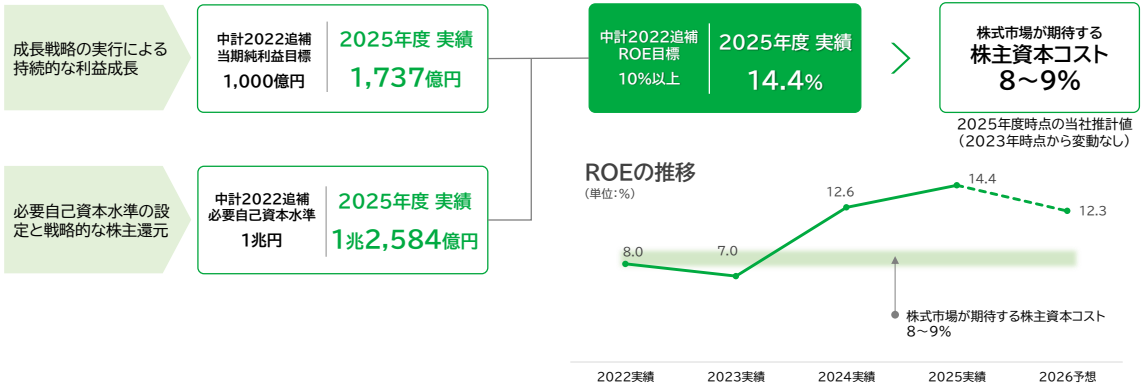 成長戦略の実行による
持続的な利益成長
中計2022追補
当期純利益目標
1,000億円
2025年度 実績
1,737億円
必要自己資本水準の設
定と戦略的な株主還元
中計2022追補
必要自己資本水準
1兆円
2025年度 実績
1兆2,584億円
中計2022追補
ROE目標
10%以上
2025年度 実績
14.4%
株式市場が期待する
株主資本コスト
8～9%
2025年度時点の当社推計値
（2023年時点から変動なし）
ROEの推移
（単位：%）
8.0
7.0
12.6
14.4
12.3
株式市場が期待する株主資本コスト
8～9%
2022実績
2023実績
2024実績
2025実績
2026予想